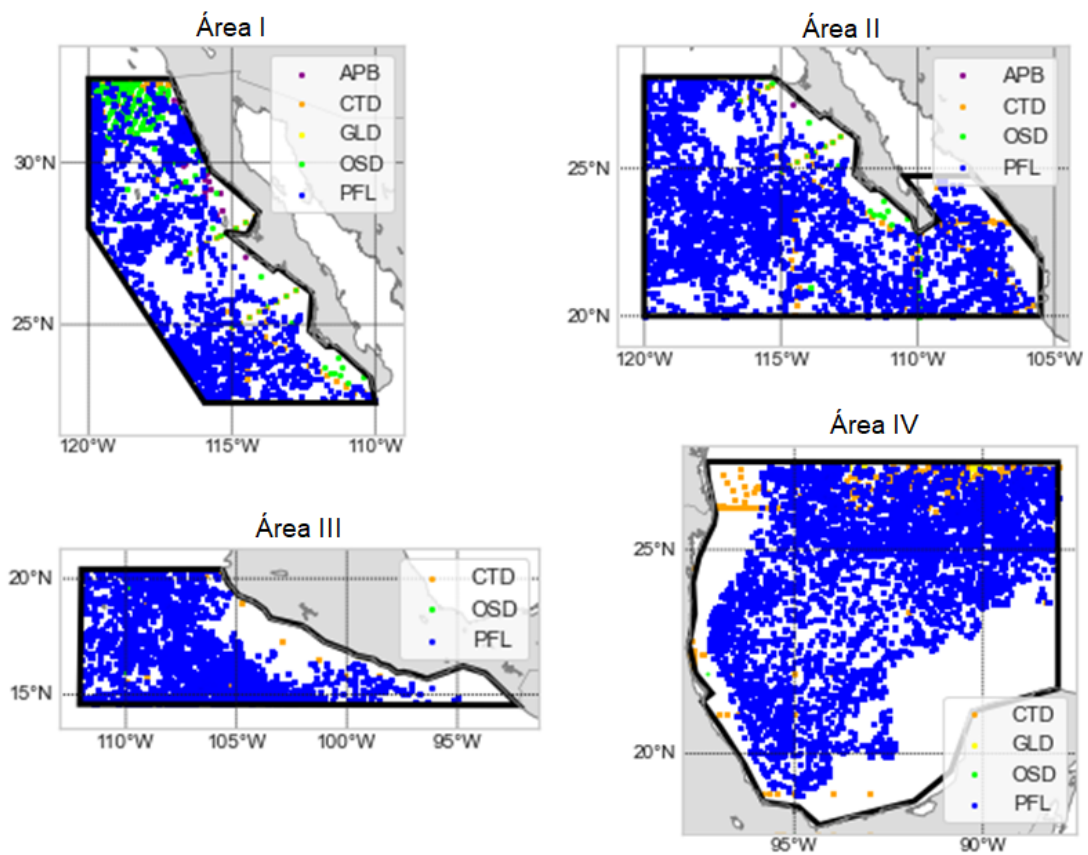 Área I
APB
CTD
GLD
OSD
PFL
30°N
25°N
120°W
115°W
110°W
Área II
APB
CTD
OSD
PFL
25°N
20°N
120°W
115°W
110°W
105°W
Área III
CTD
OSD
PFL
20°N
15°N
110°W
105°W
100°W
95°W
Área IV
CTD
GLD
OSD
PFL
25°N
20°N
95°W
90°W